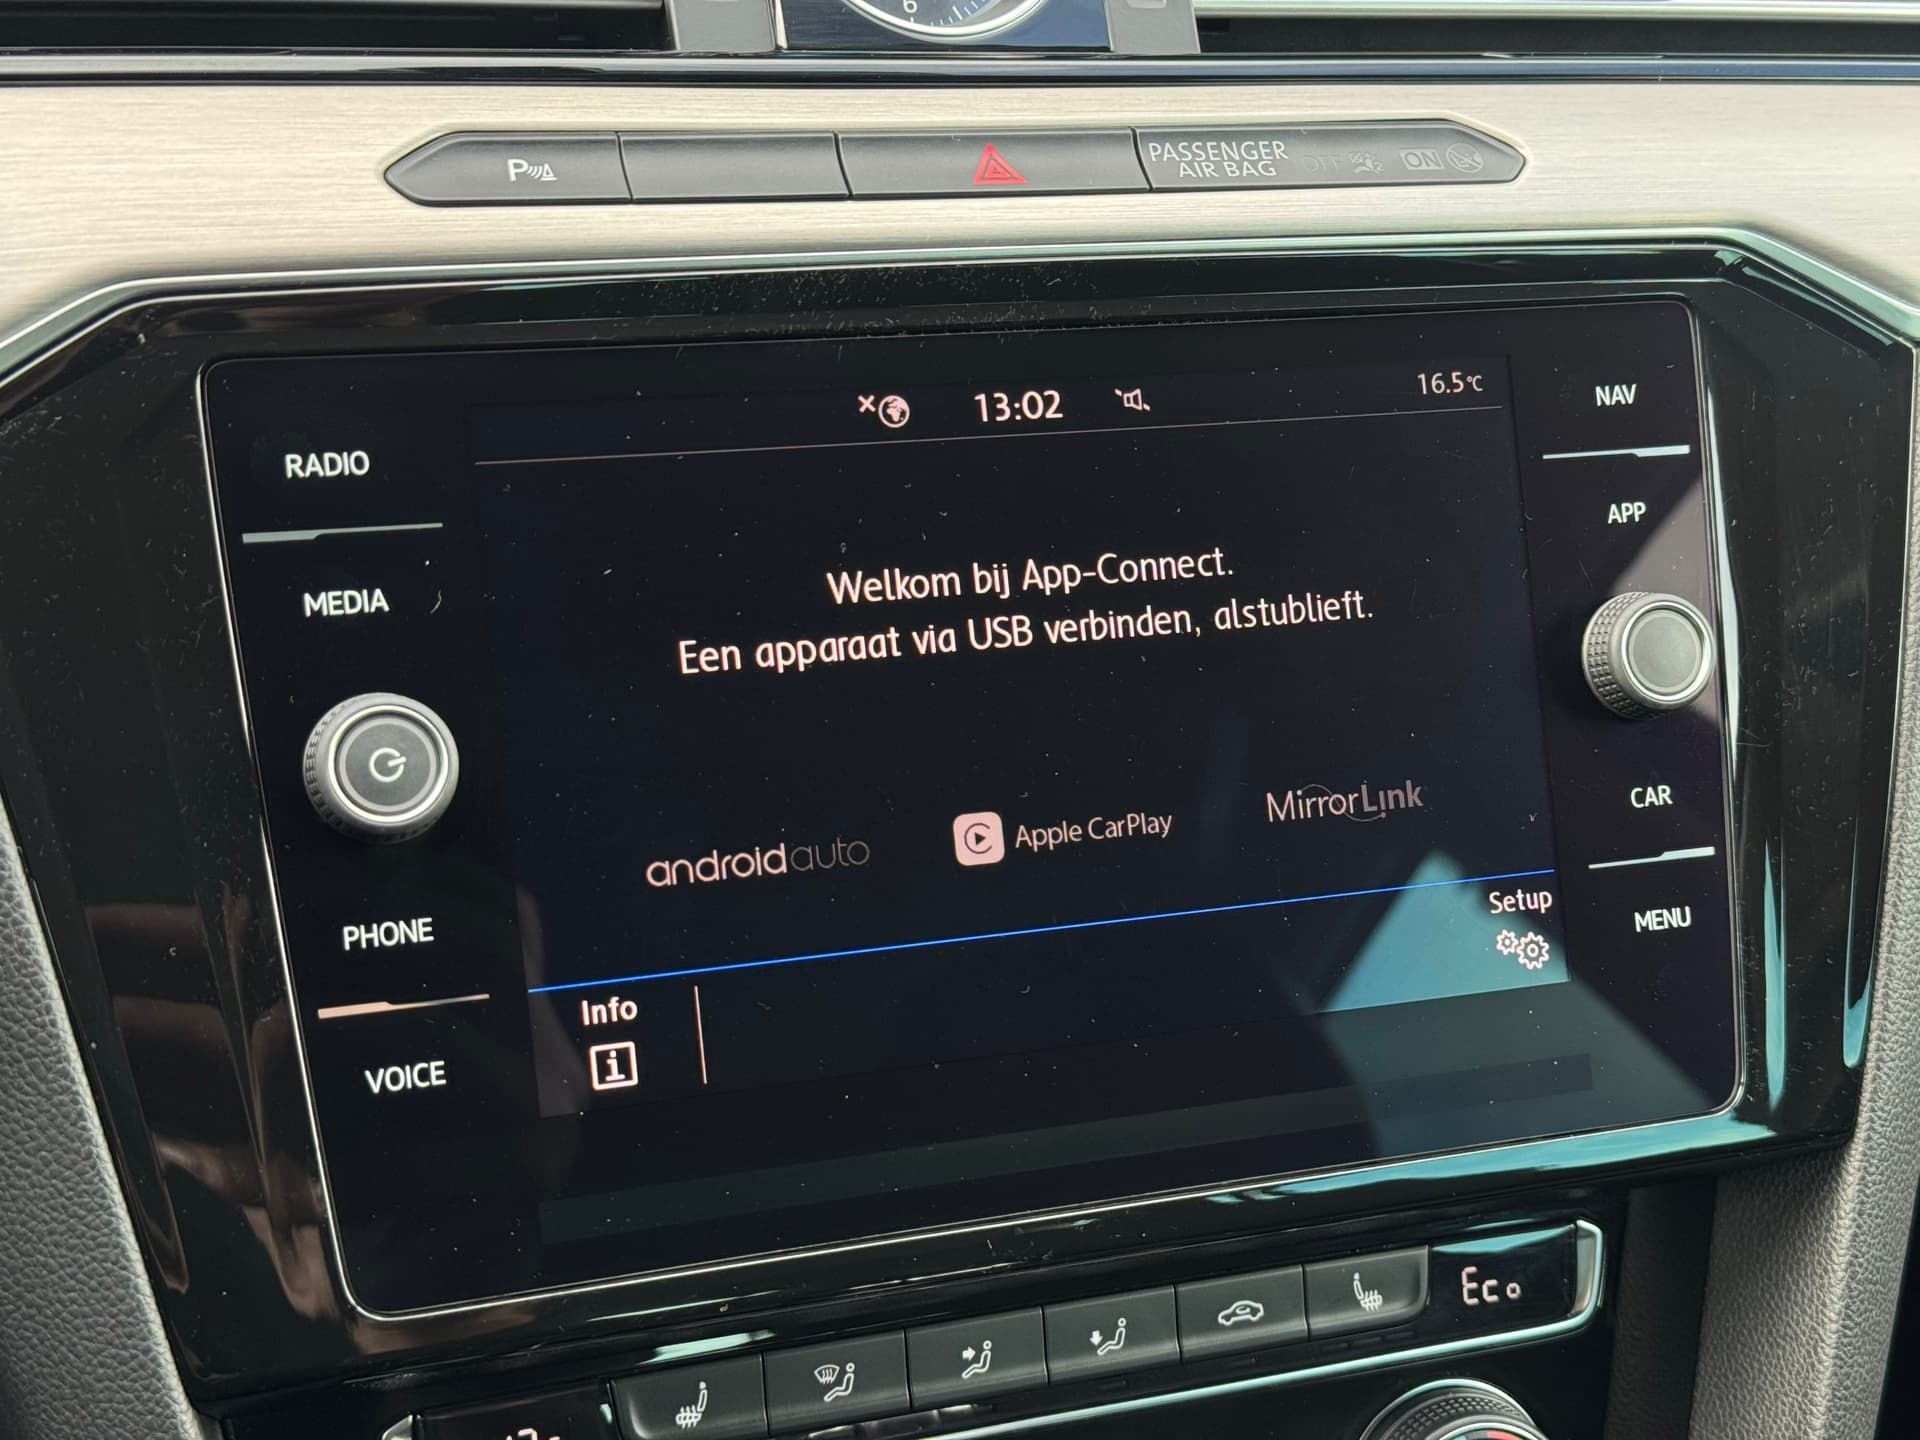 6
P
PASSENGER
AIR BAG
OFF
ON
RADIO
MEDIA
PHONE
VOICE
13:02
16.5°C
Welkom bij App-Connect.
Een apparaat via USB verbinden, alstublieft.
androidauto
Apple CarPlay
MirrorLink
Setup
Info
i
NAV
APP
CAR
MENU
Eco